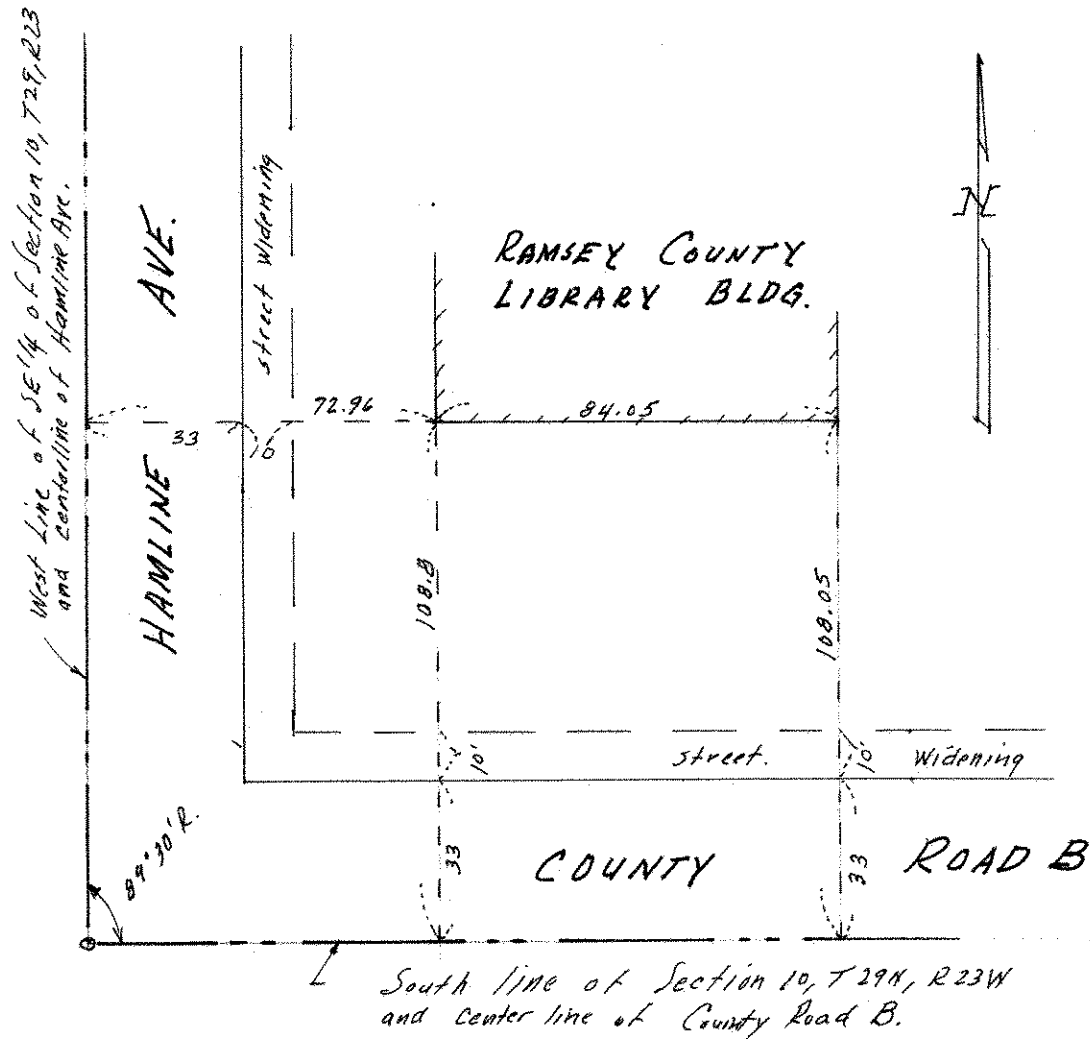 West Line of SE 1/4 of Section 10, T29, R23
and centerline of Hamline Ave.
HAMLINE AVE.
street widening
N
RAMSEY COUNTY
LIBRARY BLDG.
33
10
72.96
84.05
108.8
108.05
10'
street. Widening
10'
33
33
COUNTY ROAD B
89°30'R.
South line of Section 10, T29N, R23W
and center line of County Road B.